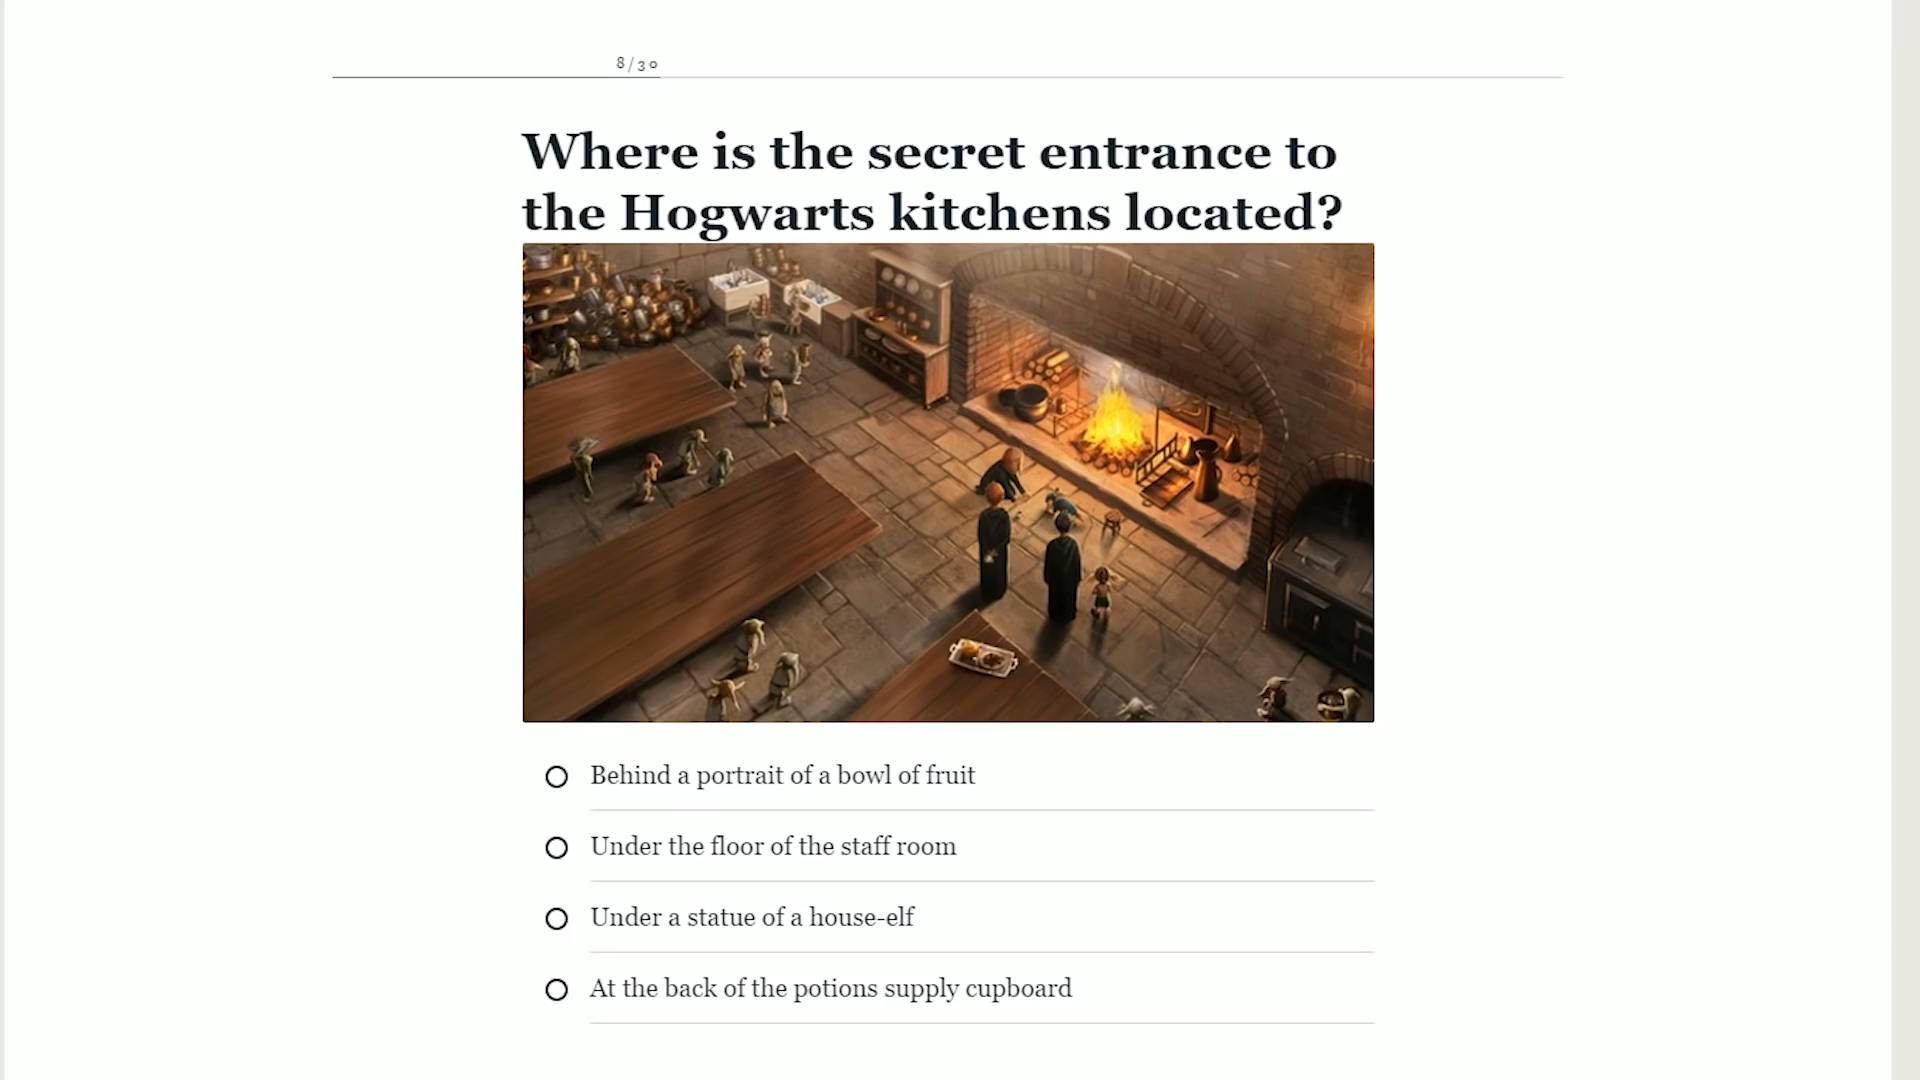 8/30
Where is the secret entrance to
the Hogwarts kitchens located?
Behind a portrait of a bowl of fruit
Under the floor of the staff room
Under a statue of a house-elf
At the back of the potions supply cupboard